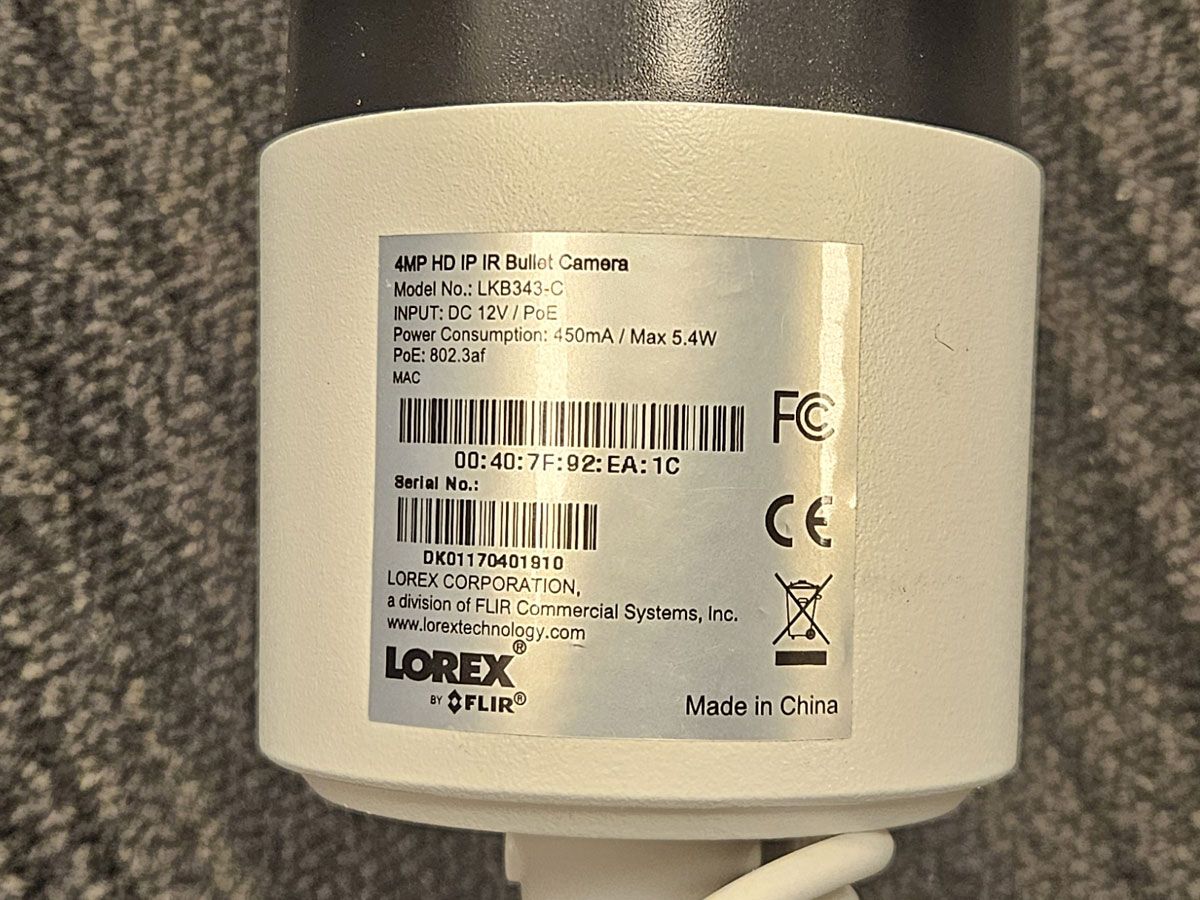 4MP HD IP IR Bullet Camera
Model No.: LKB343-C
INPUT: DC 12V / PoE
Power Consumption: 450mA / Max 5.4W
PoE: 802.3af
MAC
FC
00:40:7F:92:EA:1C
Serial No.:
CE
DK01170401910
LOREX CORPORATION,
a division of FLIR Commercial Systems, Inc.
www.lorextechnology.com
LOREX®
BY FLIR®
Made in China